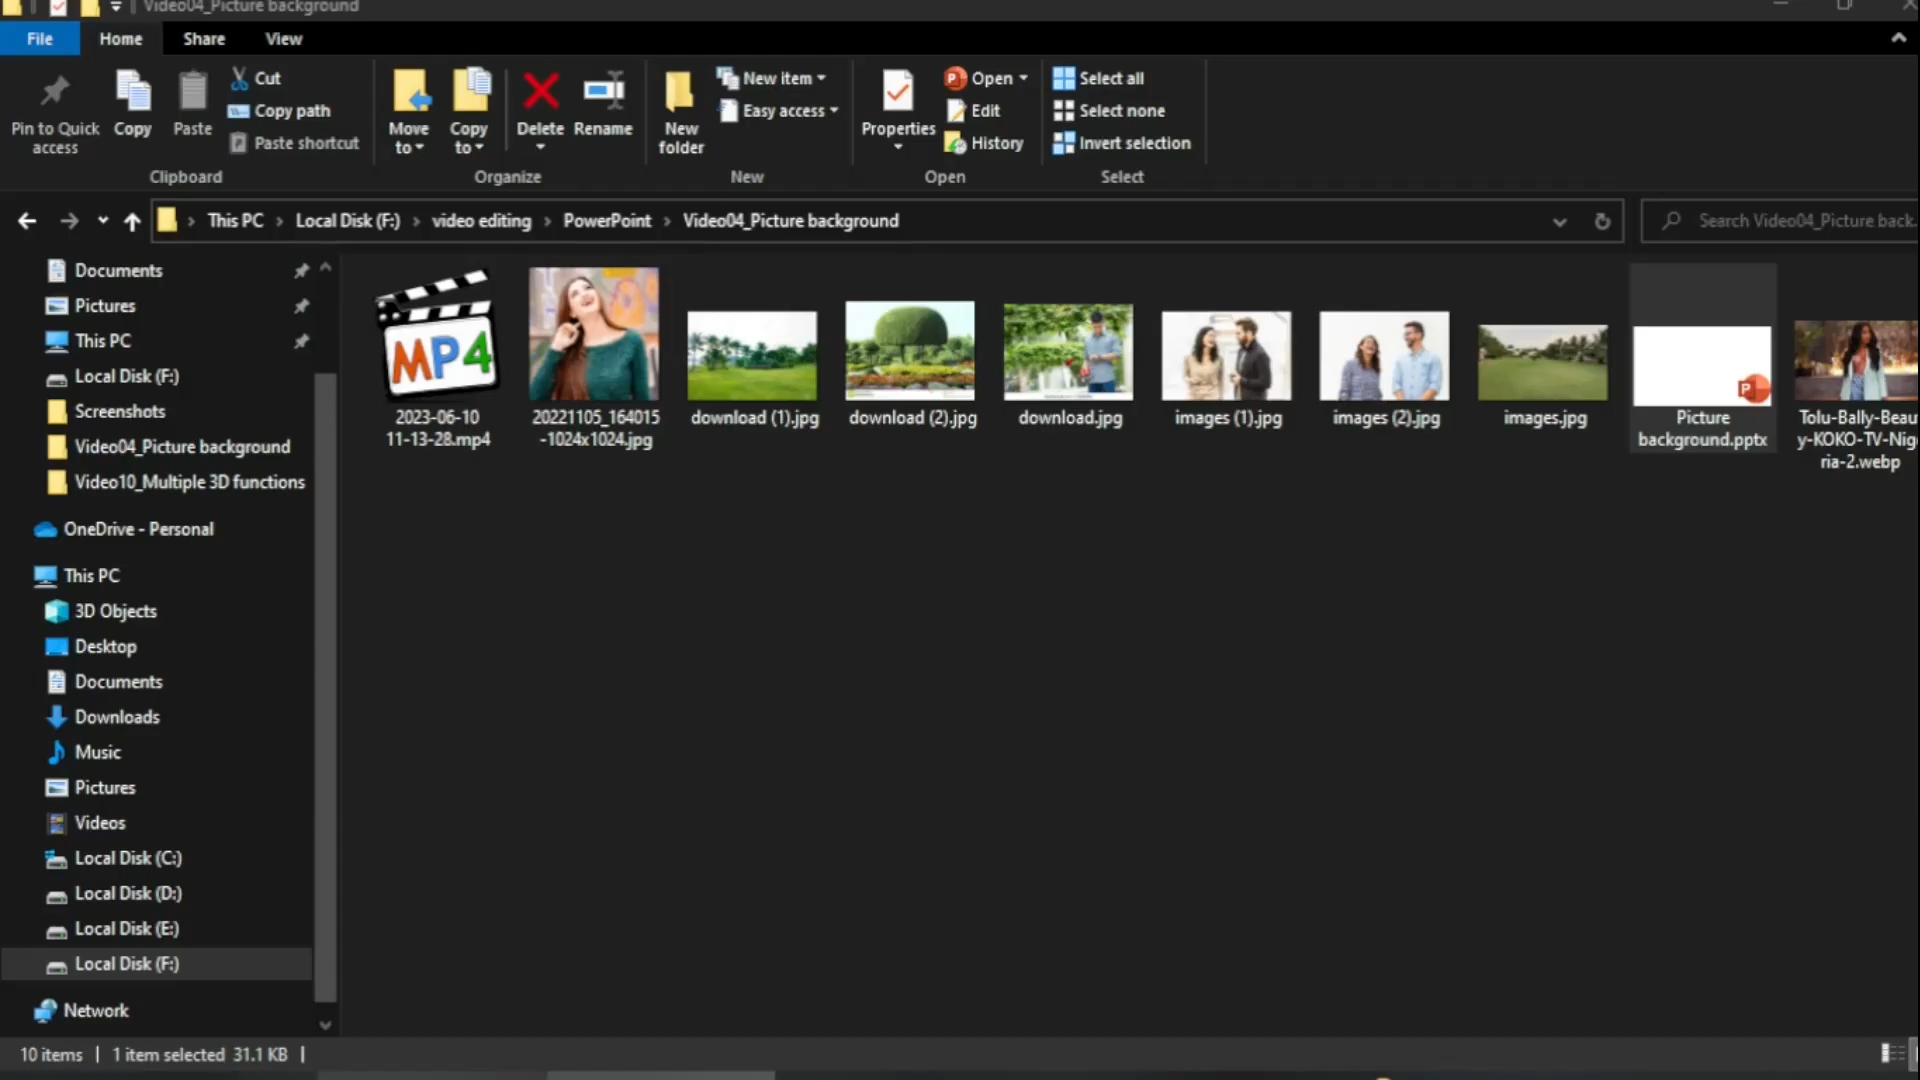 Video04_Picture background
File
Home
Share
View
Pin to Quick
access
Copy
Paste
Cut
Copy path
Paste shortcut
Clipboard
Move
to
Copy
to
Delete
Rename
Organize
New
folder
New item
Easy access
New
Properties
Open
Edit
History
Open
Select all
Select none
Invert selection
Select
This PC > Local Disk (F:) > video editing > PowerPoint > Video04_Picture background
Search Video04_Picture back.
Documents
Pictures
This PC
Local Disk (F:)
Screenshots
Video04_Picture background
Video10_Multiple 3D functions
OneDrive - Personal
This PC
3D Objects
Desktop
Documents
Downloads
Music
Pictures
Videos
Local Disk (C:)
Local Disk (D:)
Local Disk (E:)
Local Disk (F:)
Network
MP4
2023-06-10
11-13-28.mp4
20221105_164015
-1024x1024.jpg
download (1).jpg
download (2).jpg
download.jpg
images (1).jpg
images (2).jpg
images.jpg
P
Picture
background.pptx
Tolu-Bally-Beau
y-KOKO-TV-Nig
ria-2.webp
10 items | 1 item selected 31.1 KB |